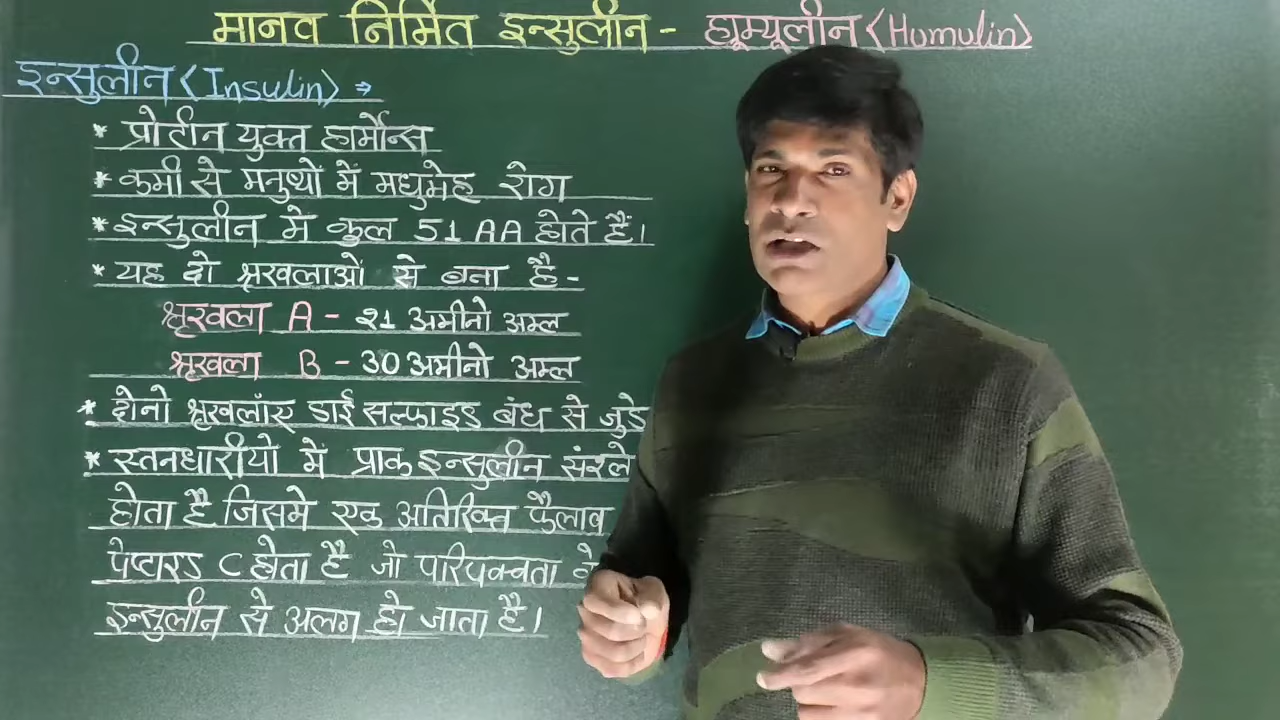 मानव निर्मित इन्सुलीन - ह्यूम्यूलीन <Humulin>
इन्सुलीन <Insulin> →
* प्रोटीन युक्त हार्मोन्स
* कमी से मनुष्यों में मधुमेह रोग
* इन्सुलीन मे कुल 51 AA होते हैं।
* यह दो श्रृखलाओं से बना है -
श्रृखला A - 21 अमीनो अम्ल
श्रृखला B - 30 अमीनो अम्ल
* दोनो श्रृखलाॅए डाई सल्फाइड बंध से जुडे
* स्तनधारीयो में प्राक इन्सुलीन संश्ले
होता है जिसमे एक अतिरिक्त फैलाव
पेप्टाइड C होता है जो परिपक्वता
इन्सुलीन से अलग हो जाता है।